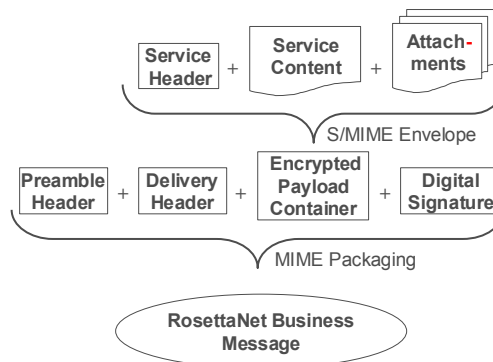 Service Header + Service Content + Attach-ments
S/MIME Envelope
Preamble Header + Delivery Header + Encrypted Payload Container + Digital Signature
MIME Packaging
RosettaNet Business
Message